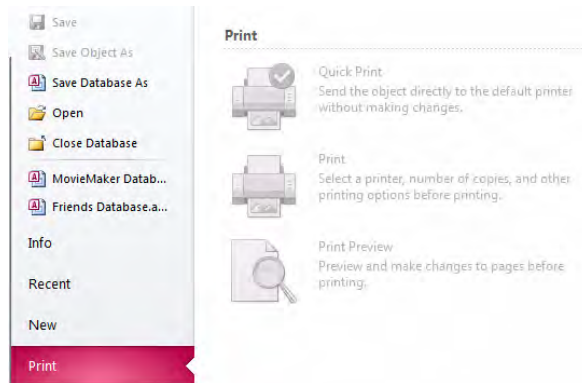 Save
Save Object As
Save Database As
Open
Close Database
MovieMaker Datab...
Friends Database.a...
Info
Recent
New
Print
Print
Quick Print
Send the object directly to the default printer
without making changes.
Print
Select a printer, number of copies, and other
printing options before printing.
Print Preview
Preview and make changes to pages before
printing.